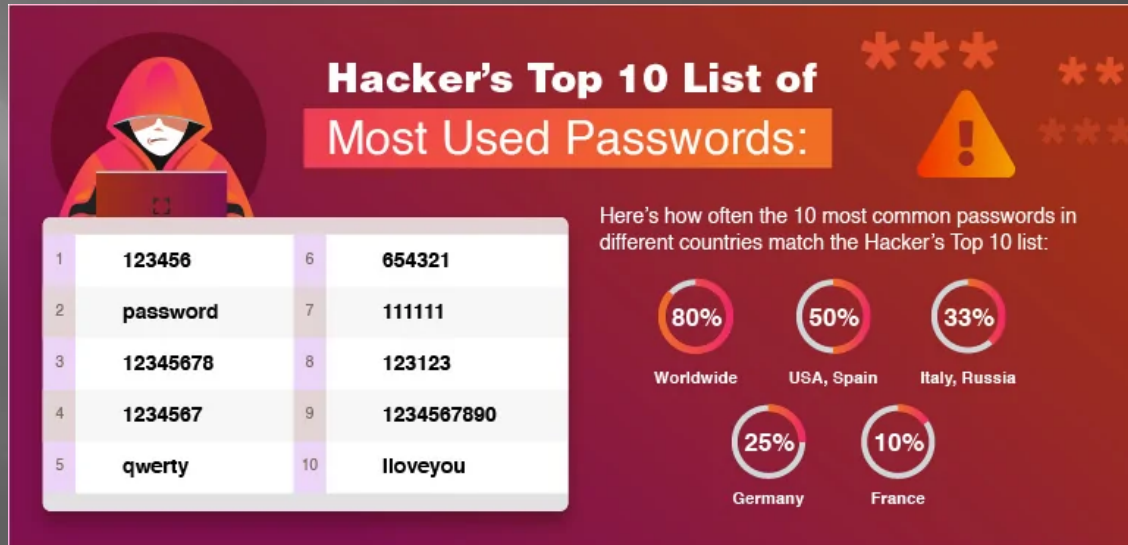 Hacker's Top 10 List of
Most Used Passwords:
***
**
***
1 123456 6 654321
2 password 7 111111
3 12345678 8 123123
4 1234567 9 1234567890
5 qwerty 10 Iloveyou
Here's how often the 10 most common passwords in
different countries match the Hacker's Top 10 list:
80% 50% 33%
Worldwide USA, Spain Italy, Russia
25% 10%
Germany France